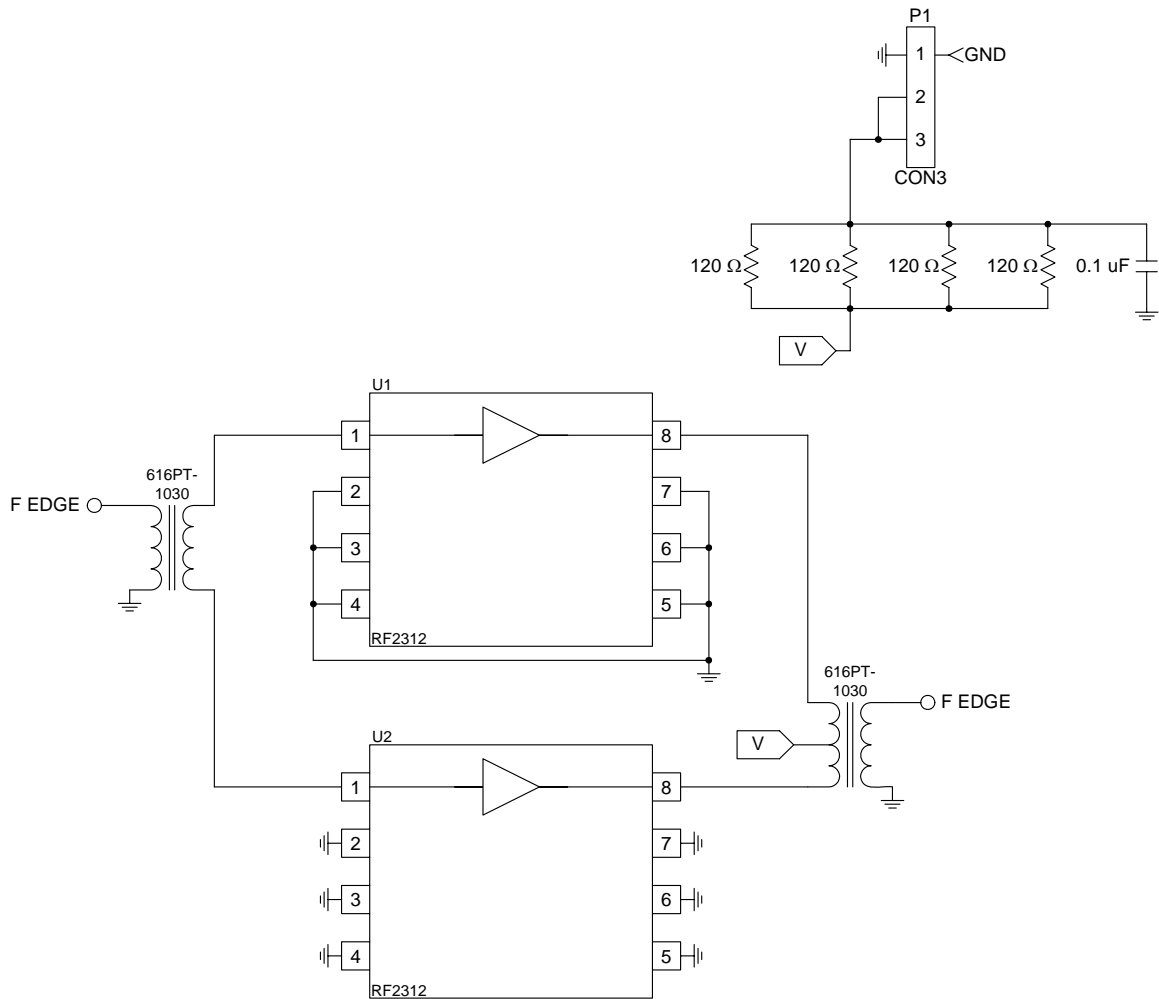 P1
1
GND
2
3
CON3
120 Ω
120 Ω
120 Ω
120 Ω
0.1 uF
V
U1
1
8
616PT-
1030
F EDGE
2
7
3
6
4
5
RF2312
616PT-
1030
F EDGE
V
U2
1
8
2
7
3
6
4
5
RF2312